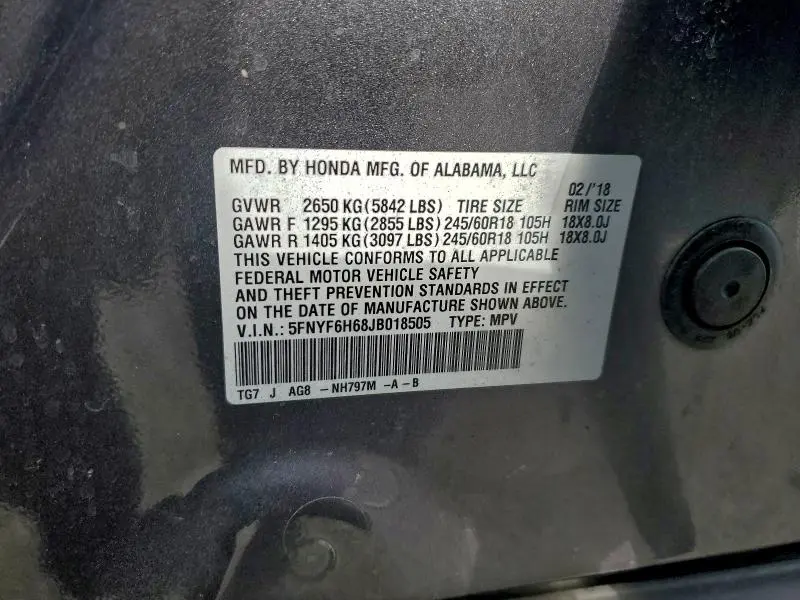 MFD. BY HONDA MFG. OF ALABAMA, LLC
02/'18
GVWR 2650 KG(5842 LBS) TIRE SIZE RIM SIZE
GAWR F 1295 KG(2855 LBS) 245/60R18 105H 18X8.0J
GAWR R 1405 KG(3097 LBS) 245/60R18 105H 18X8.0J
THIS VEHICLE CONFORMS TO ALL APPLICABLE
FEDERAL MOTOR VEHICLE SAFETY
AND THEFT PREVENTION STANDARDS IN EFFECT
ON THE DATE OF MANUFACTURE SHOWN ABOVE.
V.I.N.: 5FNYF6H68JB018505 TYPE: MPV
TG7 J AG8 -NH797M -A-B